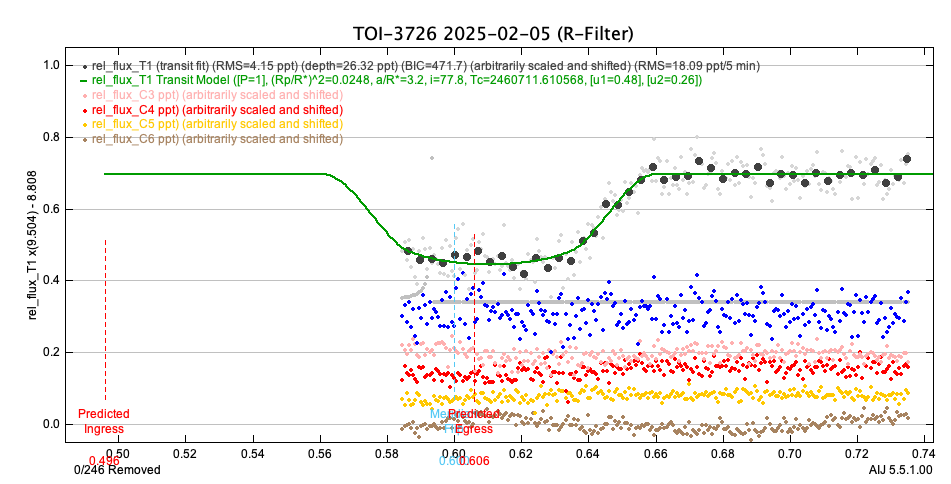 TOI-3726 2025-02-05 (R-Filter)
rel_flux_T1 (transit fit) (RMS=4.15 ppt) (depth=26.32 ppt) (BIC=471.7) (arbitrarily scaled and shifted) (RMS=18.09 ppt/5 min)
rel_flux_T1 Transit Model ([P=1], (Rp/R*)^2=0.0248, a/R*=3.2, i=77.8, Tc=2460711.610568, [u1=0.48], [u2=0.26])
rel_flux_C3 ppt) (arbitrarily scaled and shifted)
rel_flux_C4 ppt) (arbitrarily scaled and shifted)
rel_flux_C5 ppt) (arbitrarily scaled and shifted)
rel_flux_C6 ppt) (arbitrarily scaled and shifted)
1.0
0.8
0.6
0.4
0.2
0.0
rel_flux_T1 x(9.504) - 8.808
Predicted
Ingress
Predicted
Egress
0.50 0.52 0.54 0.56 0.58 0.60 0.62 0.64 0.66 0.68 0.70 0.72 0.74
0.496
0.606
0/246 Removed
AIJ 5.5.1.00